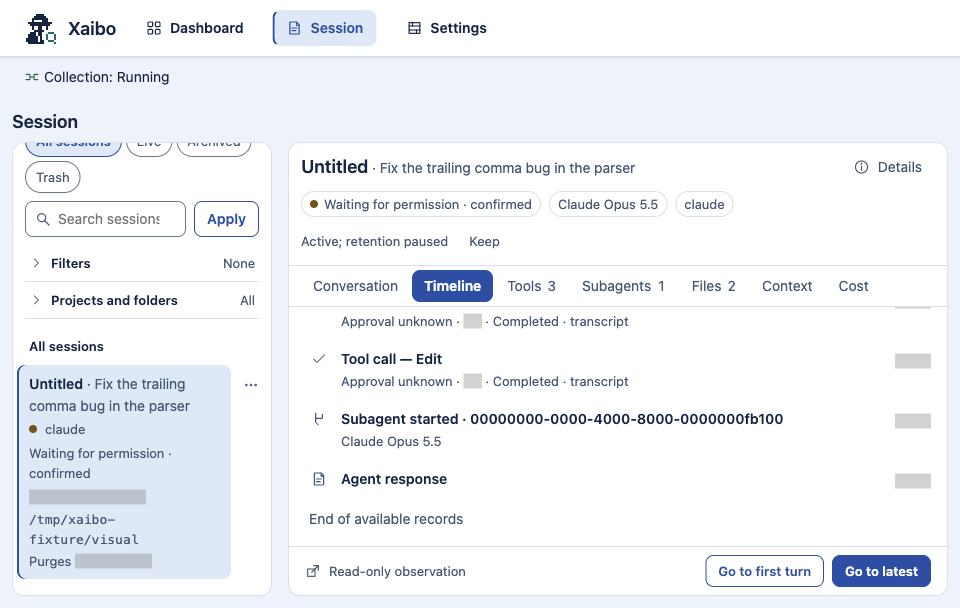 Xaibo
Dashboard
Session
Settings
Collection: Running
Session
All sessions
Live
Archived
Trash
Search sessions
Apply
Filters
None
Projects and folders
All
All sessions
Untitled · Fix the trailing
comma bug in the parser
claude
Waiting for permission ·
confirmed
/tmp/xaibo-
fixture/visual
Purges
Untitled · Fix the trailing comma bug in the parser
Details
Waiting for permission · confirmed
Claude Opus 5.5
claude
Active; retention paused
Keep
Conversation
Timeline
Tools 3
Subagents 1
Files 2
Context
Cost
Approval unknown · · Completed · transcript
Tool call — Edit
Approval unknown · · Completed · transcript
Subagent started · 00000000-0000-4000-8000-0000000fb100
Claude Opus 5.5
Agent response
End of available records
Read-only observation
Go to first turn
Go to latest